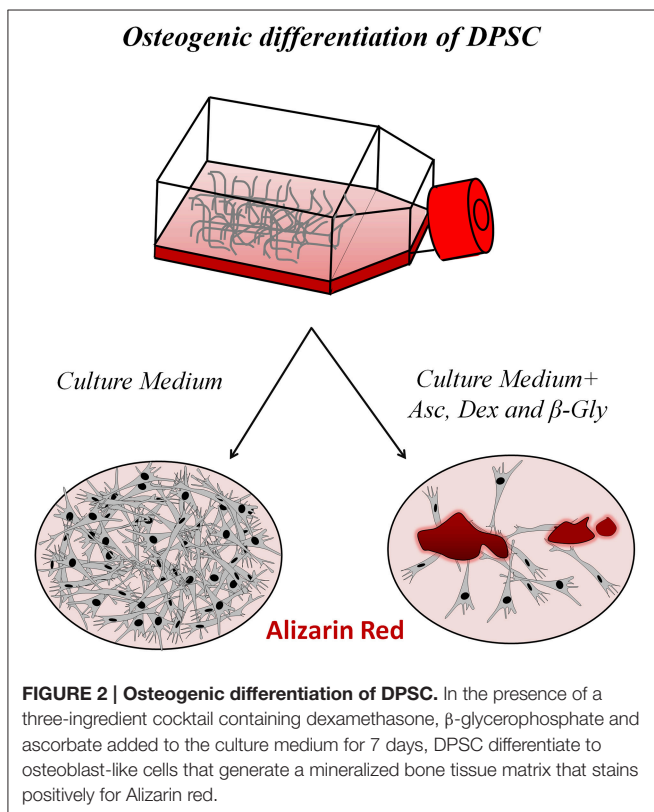 Osteogenic differentiation of DPSC
Culture Medium
Culture Medium+
Asc, Dex and β-Gly
Alizarin Red
FIGURE 2 | Osteogenic differentiation of DPSC. In the presence of a
three-ingredient cocktail containing dexamethasone, β-glycerophosphate and
ascorbate added to the culture medium for 7 days, DPSC differentiate to
osteoblast-like cells that generate a mineralized bone tissue matrix that stains
positively for Alizarin red.